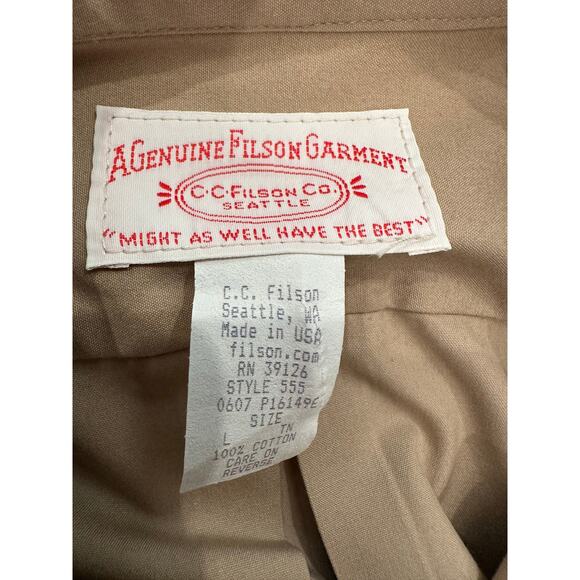 A GENUINE FILSON GARMENT
C.C. FILSON CO.
SEATTLE
"MIGHT AS WELL HAVE THE BEST"
C.C. Filson
Seattle, WA
Made in USA
filson.com
RN 39126
STYLE 555
0607 P16149E
SIZE
L TN
100% COTTON
CARE ON
REVERSE